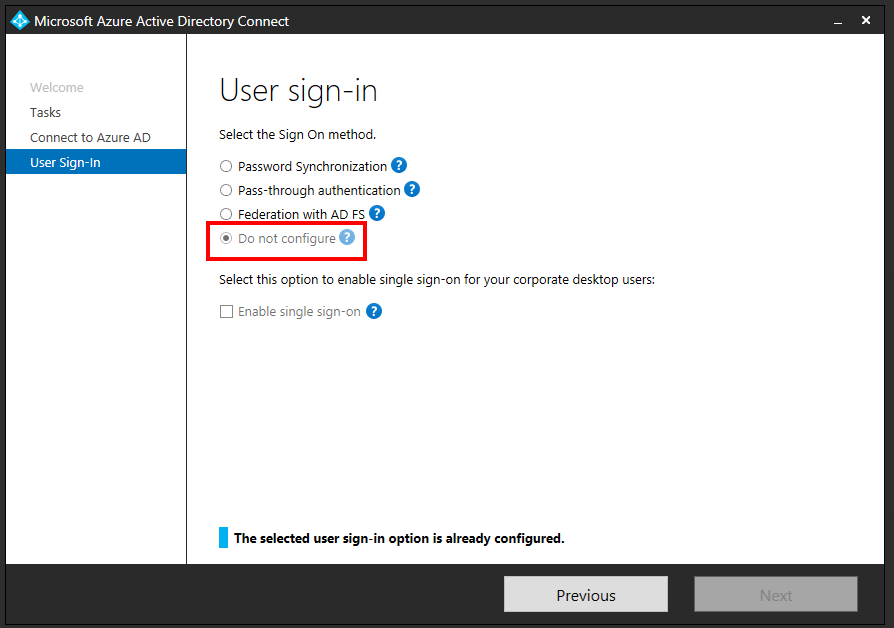 Microsoft Azure Active Directory Connect
Welcome
Tasks
Connect to Azure AD
User Sign-In
User sign-in
Select the Sign On method.
Password Synchronization ?
Pass-through authentication ?
Federation with AD FS ?
Do not configure ?
Select this option to enable single sign-on for your corporate desktop users:
Enable single sign-on ?
The selected user sign-in option is already configured.
Previous
Next